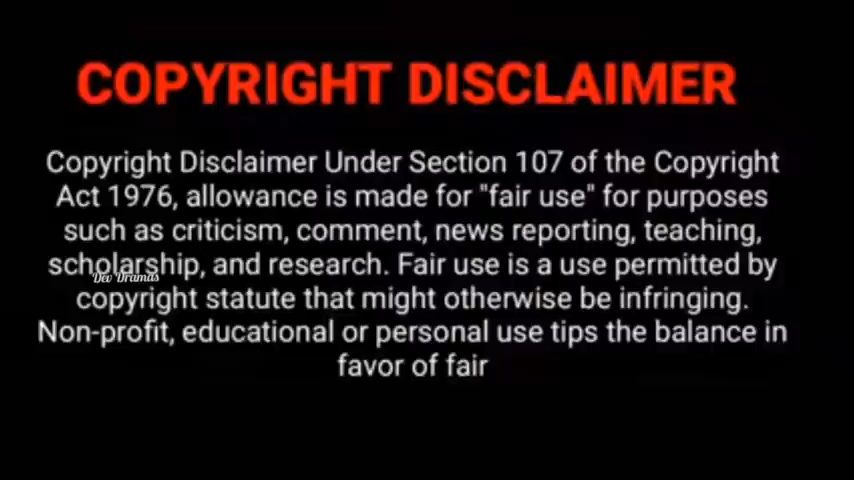 COPYRIGHT DISCLAIMER
Copyright Disclaimer Under Section 107 of the Copyright
Act 1976, allowance is made for "fair use" for purposes
such as criticism, comment, news reporting, teaching,
scholarship, and research. Fair use is a use permitted by
Dev Dramas
copyright statute that might otherwise be infringing.
Non-profit, educational or personal use tips the balance in
favor of fair